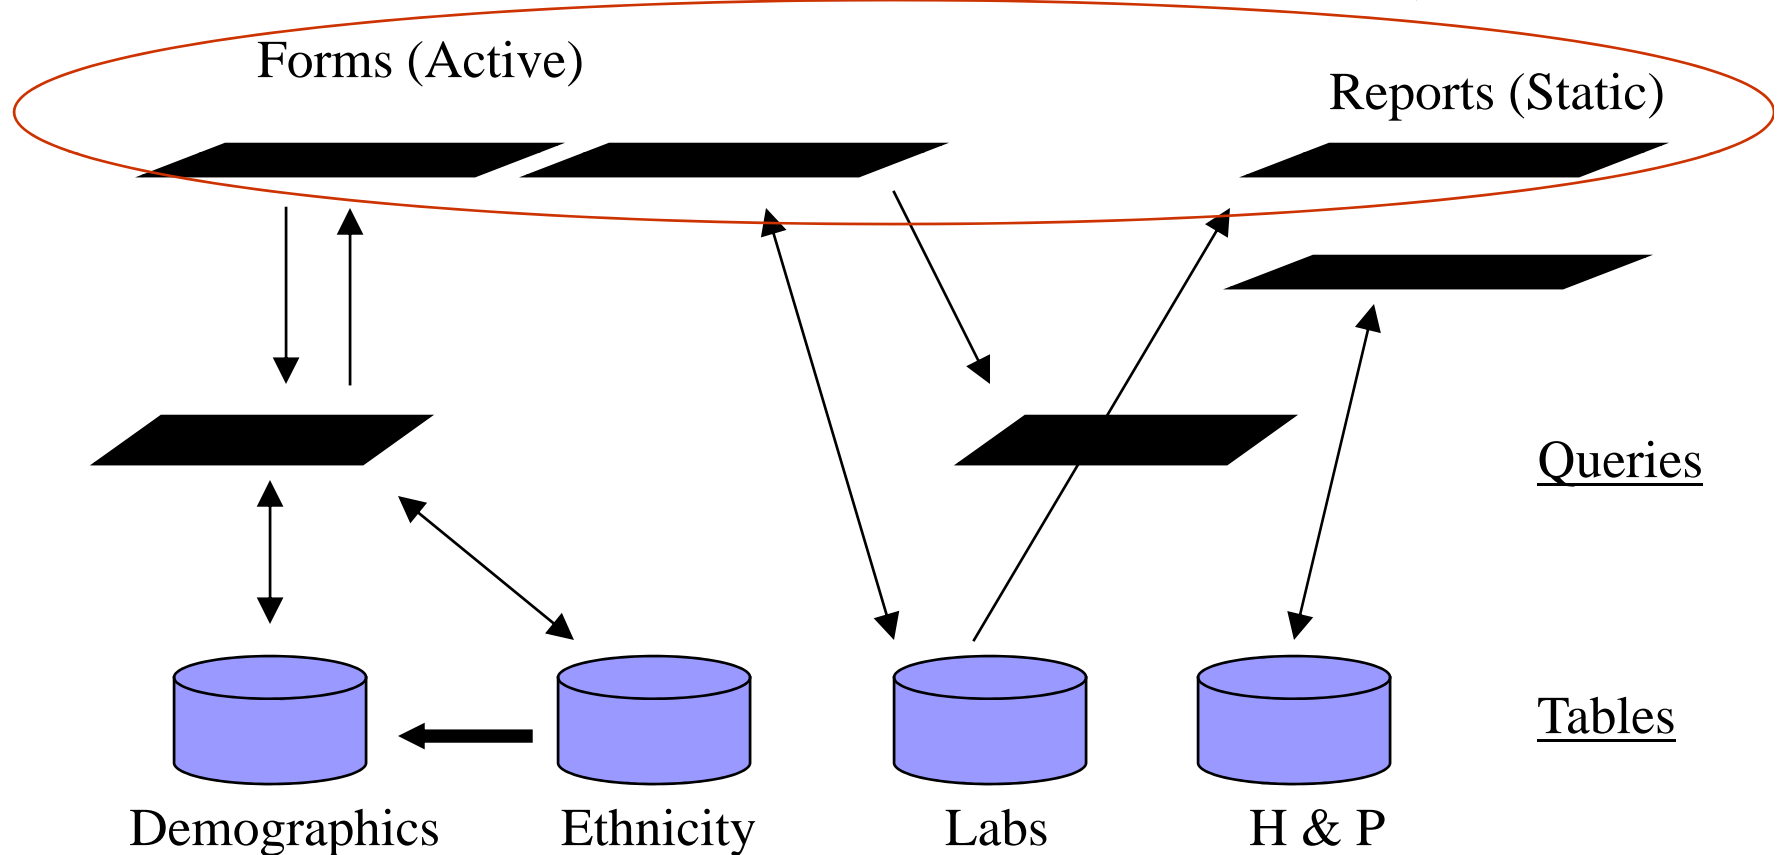 Forms (Active)
Reports (Static)
Queries
Tables
Demographics
Ethnicity
Labs
H & P